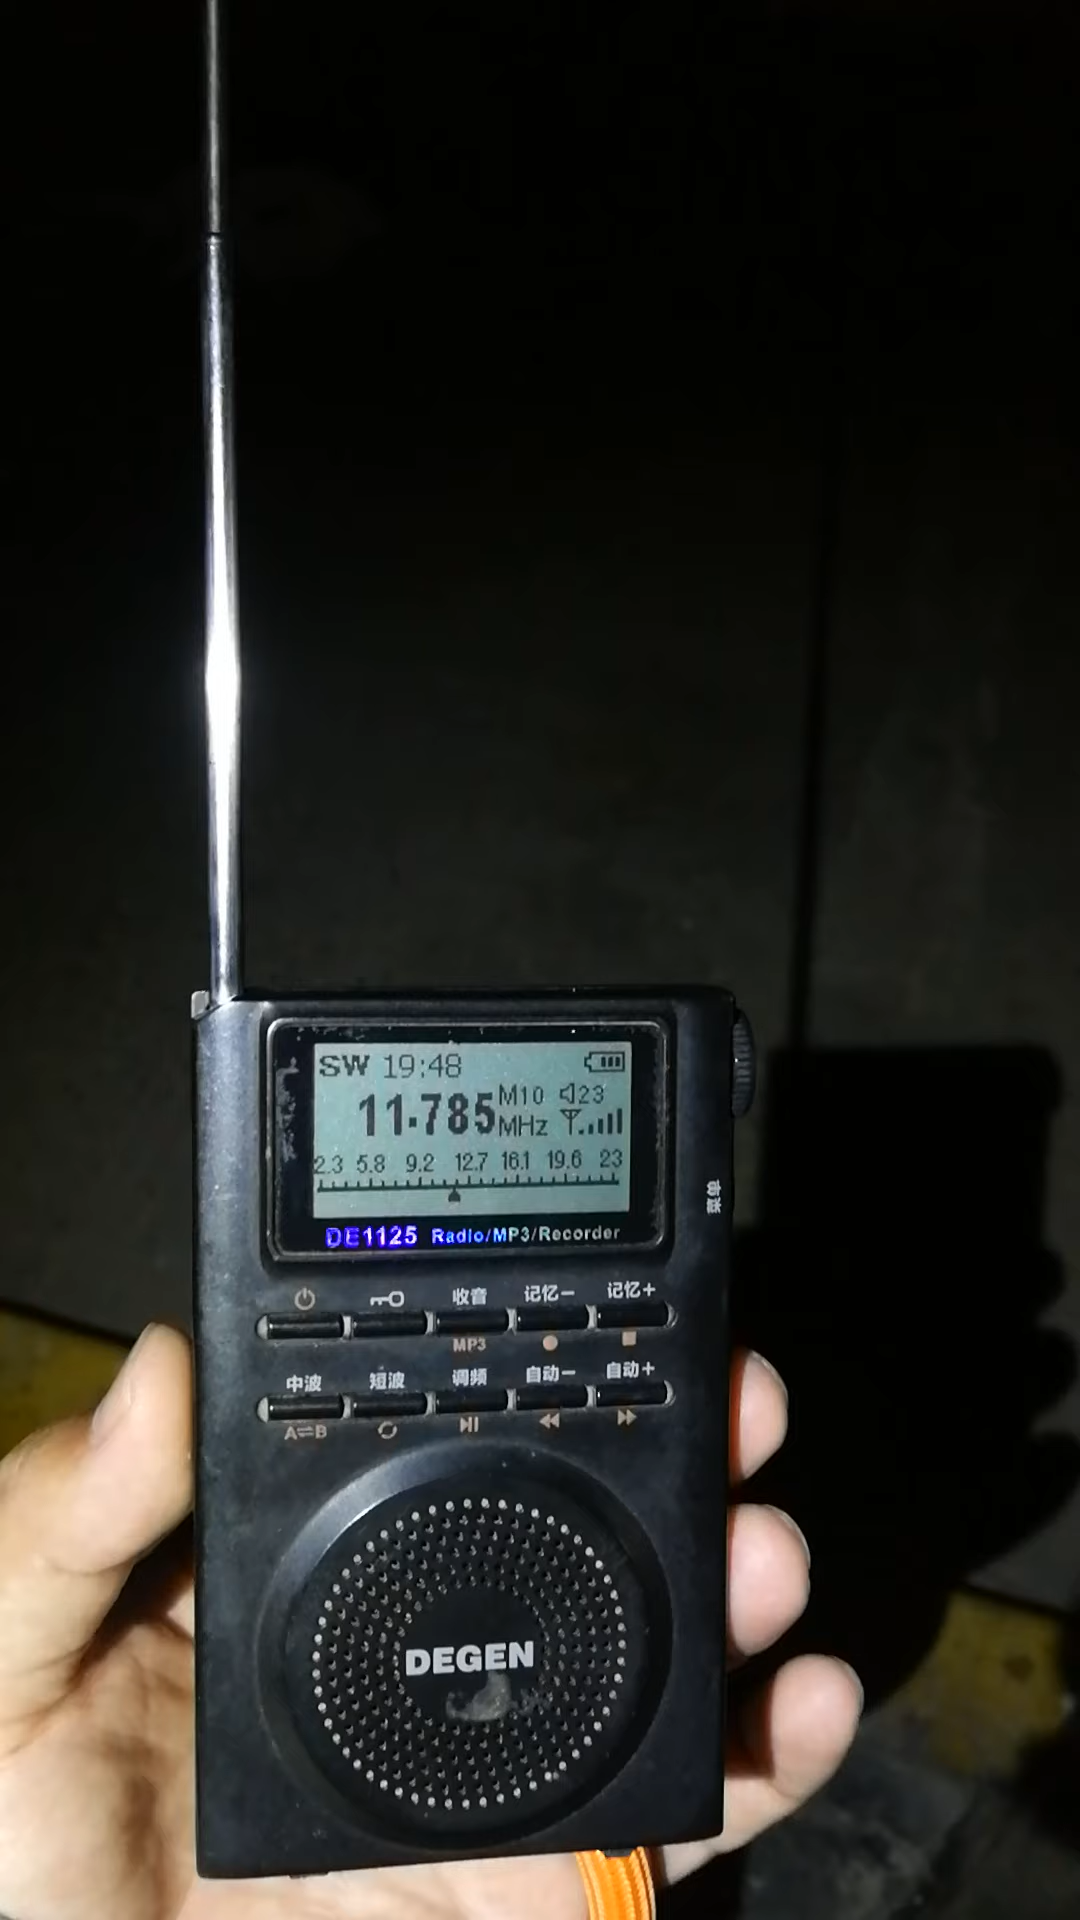 SW 19:48
11.785 M10 23
MHz
2.3 5.8 9.2 12.7 16.1 19.6 23
DE1125 Radio/MP3/Recorder
收音 记忆- 记忆+
MP3
中波 短波 调频 自动- 自动+
A⇌B
DEGEN